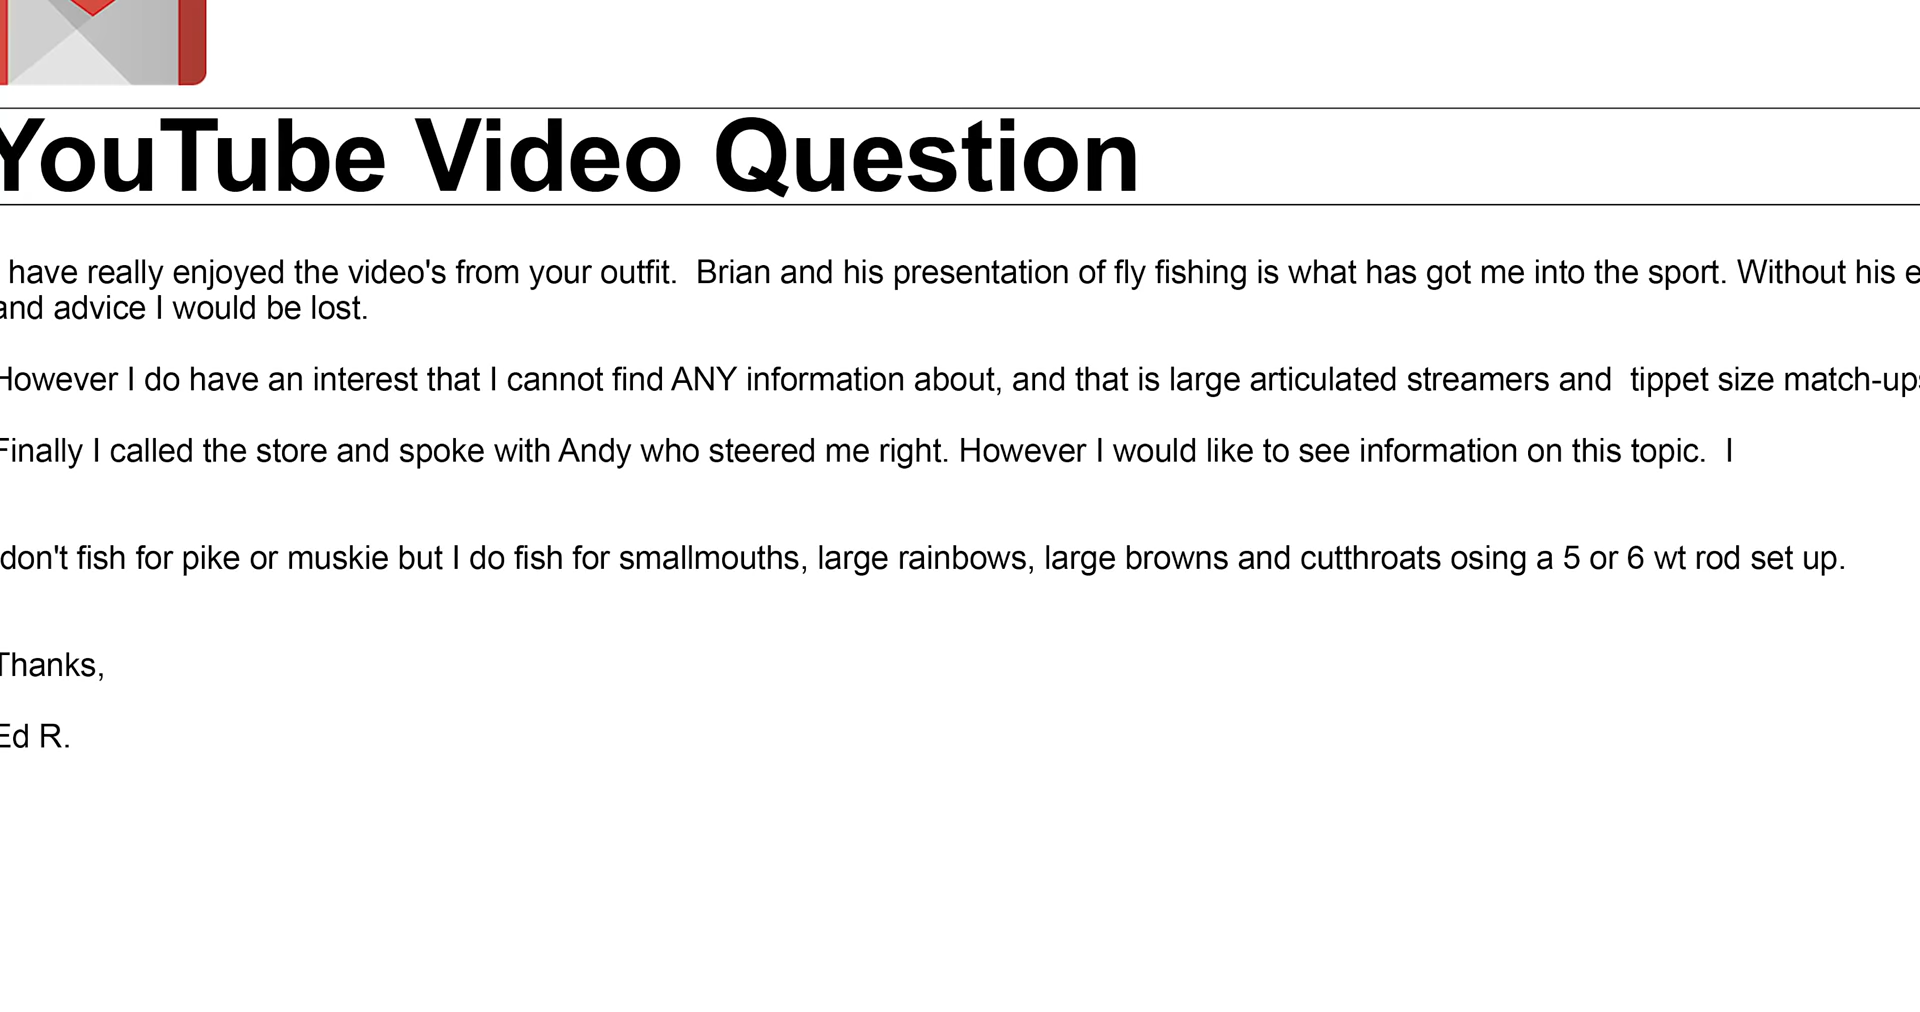 YouTube Video Question
I have really enjoyed the video's from your outfit.  Brian and his presentation of fly fishing is what has got me into the sport. Without his
and advice I would be lost.
However I do have an interest that I cannot find ANY information about, and that is large articulated streamers and  tippet size match-ups
Finally I called the store and spoke with Andy who steered me right. However I would like to see information on this topic.  I
don't fish for pike or muskie but I do fish for smallmouths, large rainbows, large browns and cutthroats osing a 5 or 6 wt rod set up.
Thanks,
Ed R.